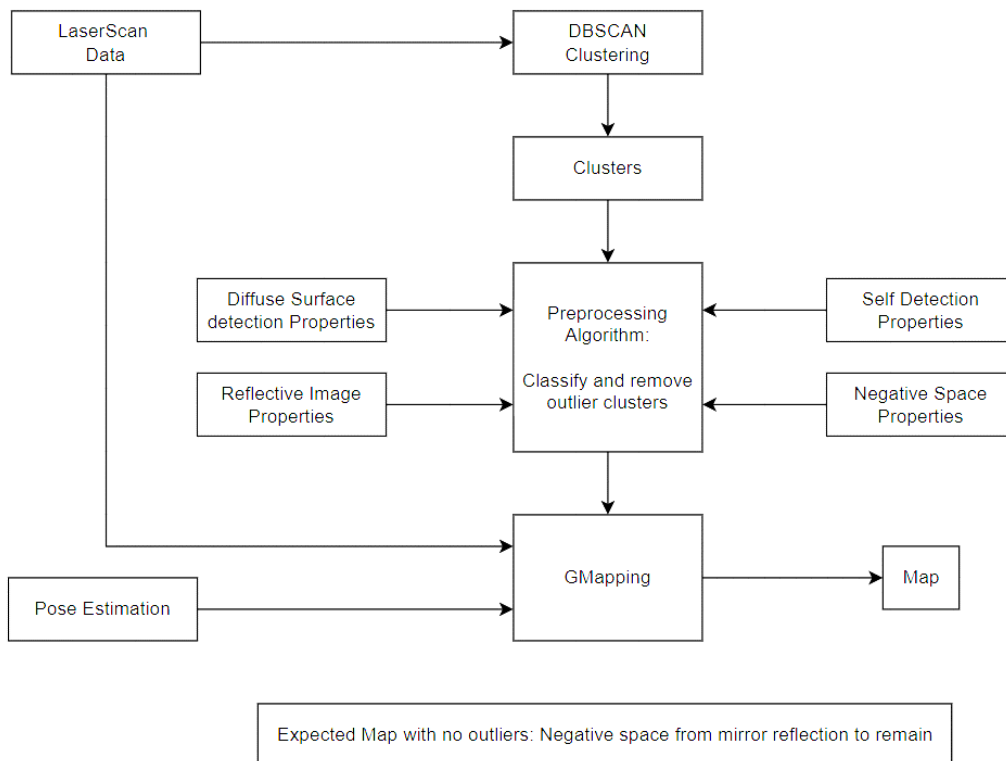 LaserScan
Data
DBSCAN
Clustering
Clusters
Diffuse Surface
detection Properties
Preprocessing
Algorithm:
Classify and remove
outlier clusters
Self Detection
Properties
Reflective Image
Properties
Negative Space
Properties
GMapping
Map
Pose Estimation
Expected Map with no outliers: Negative space from mirror reflection to remain